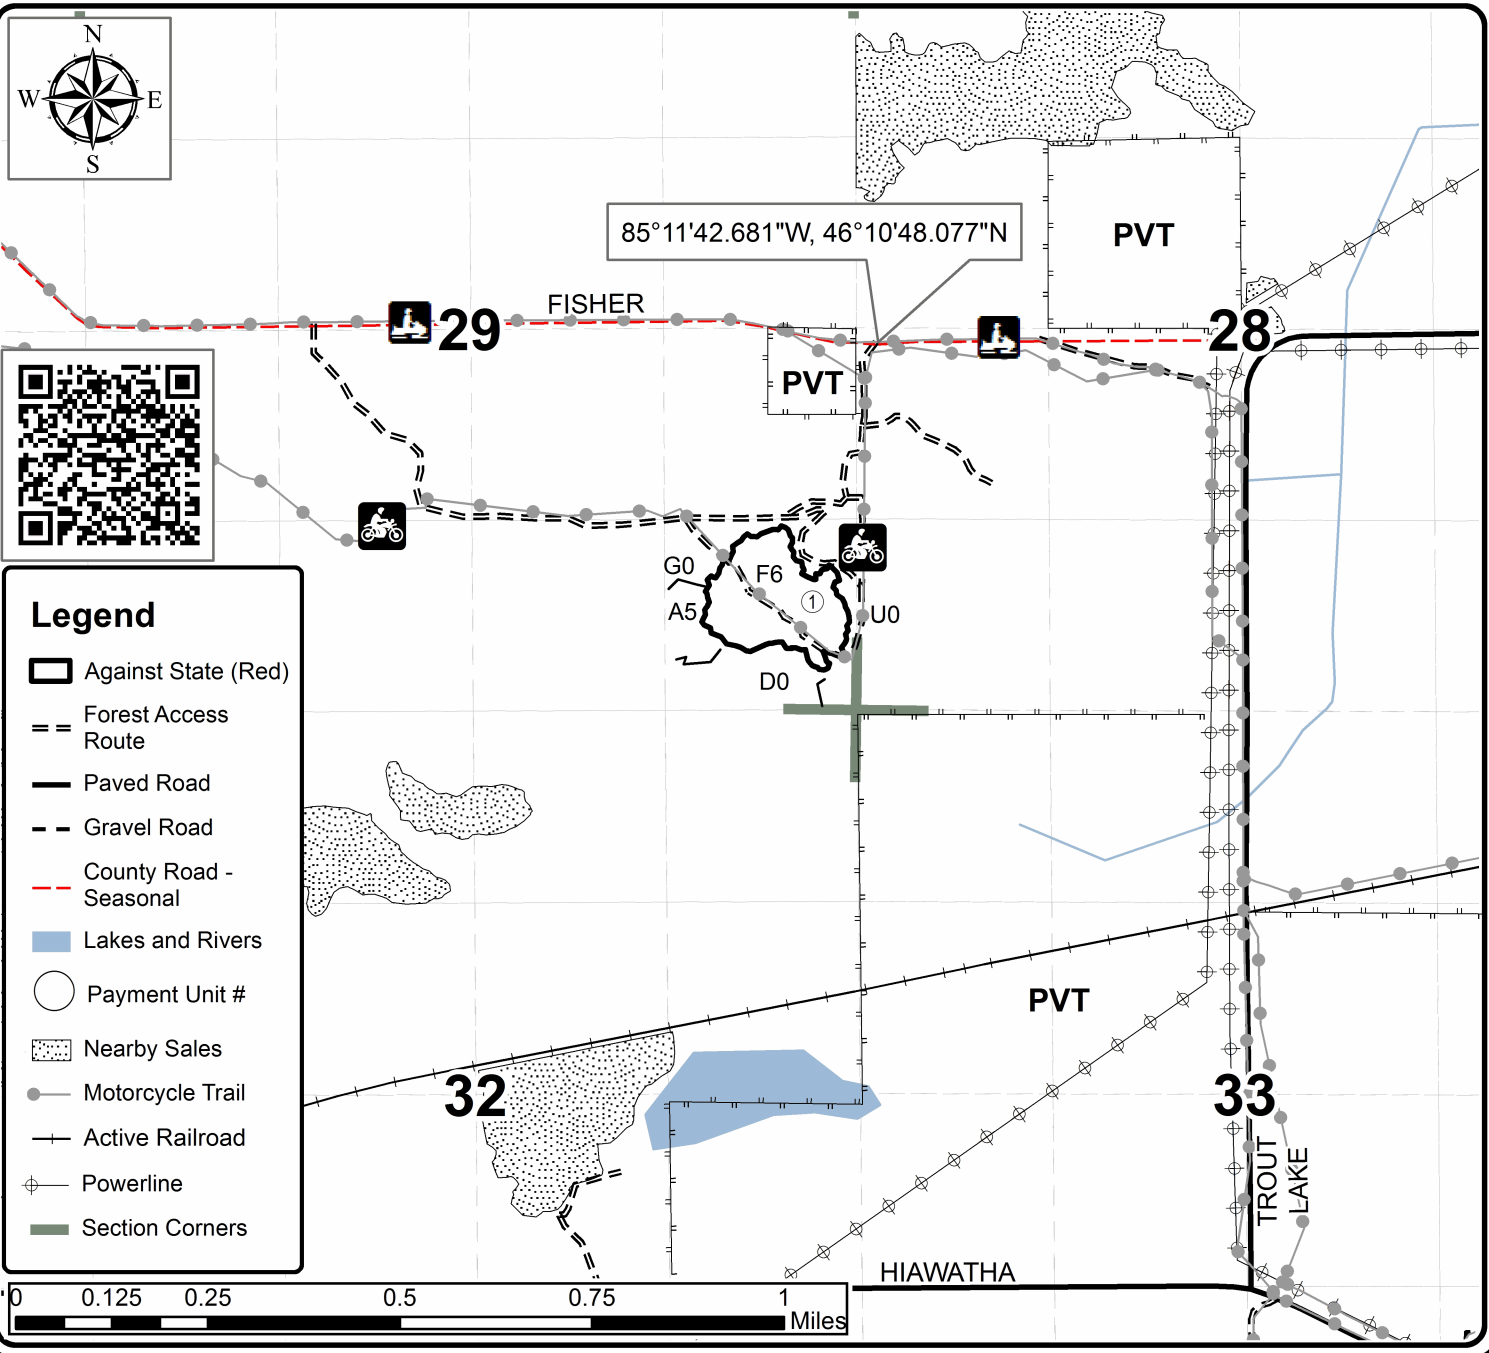 N
W E
S
85°11'42.681"W, 46°10'48.077"N
PVT
FISHER
29
28
PVT
G0
F6
A5
1
U0
D0
Legend
Against State (Red)
Forest Access
Route
Paved Road
Gravel Road
County Road -
Seasonal
Lakes and Rivers
Payment Unit #
Nearby Sales
Motorcycle Trail
Active Railroad
Powerline
Section Corners
PVT
32
33
TROUT
LAKE
HIAWATHA
0 0.125 0.25 0.5 0.75 1
Miles